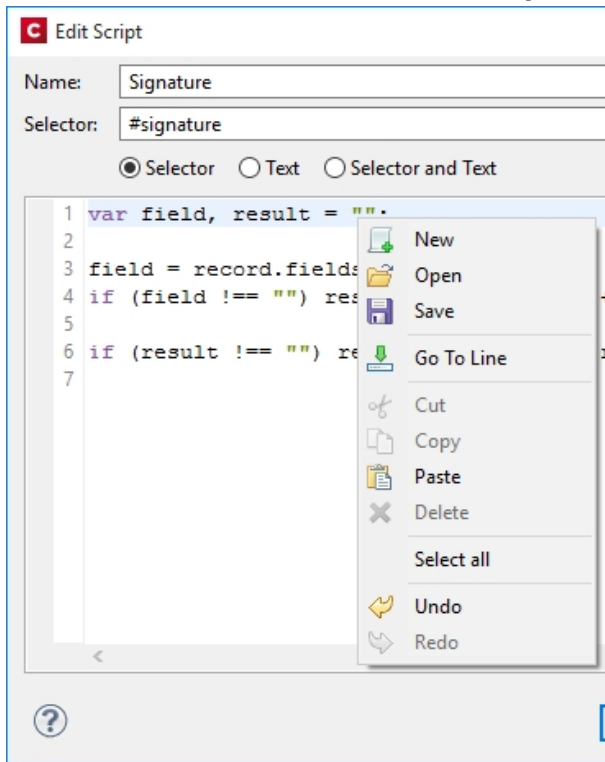 C Edit Script
Name: Signature
Selector: #signature
Selector Text Selector and Text
1 var field, result = "";
2
3 field = record.fields
4 if (field !== "")
5
6 if (result !== "")
7
New
Open
Save
Go To Line
Cut
Copy
Paste
Delete
Select all
Undo
Redo
<
?